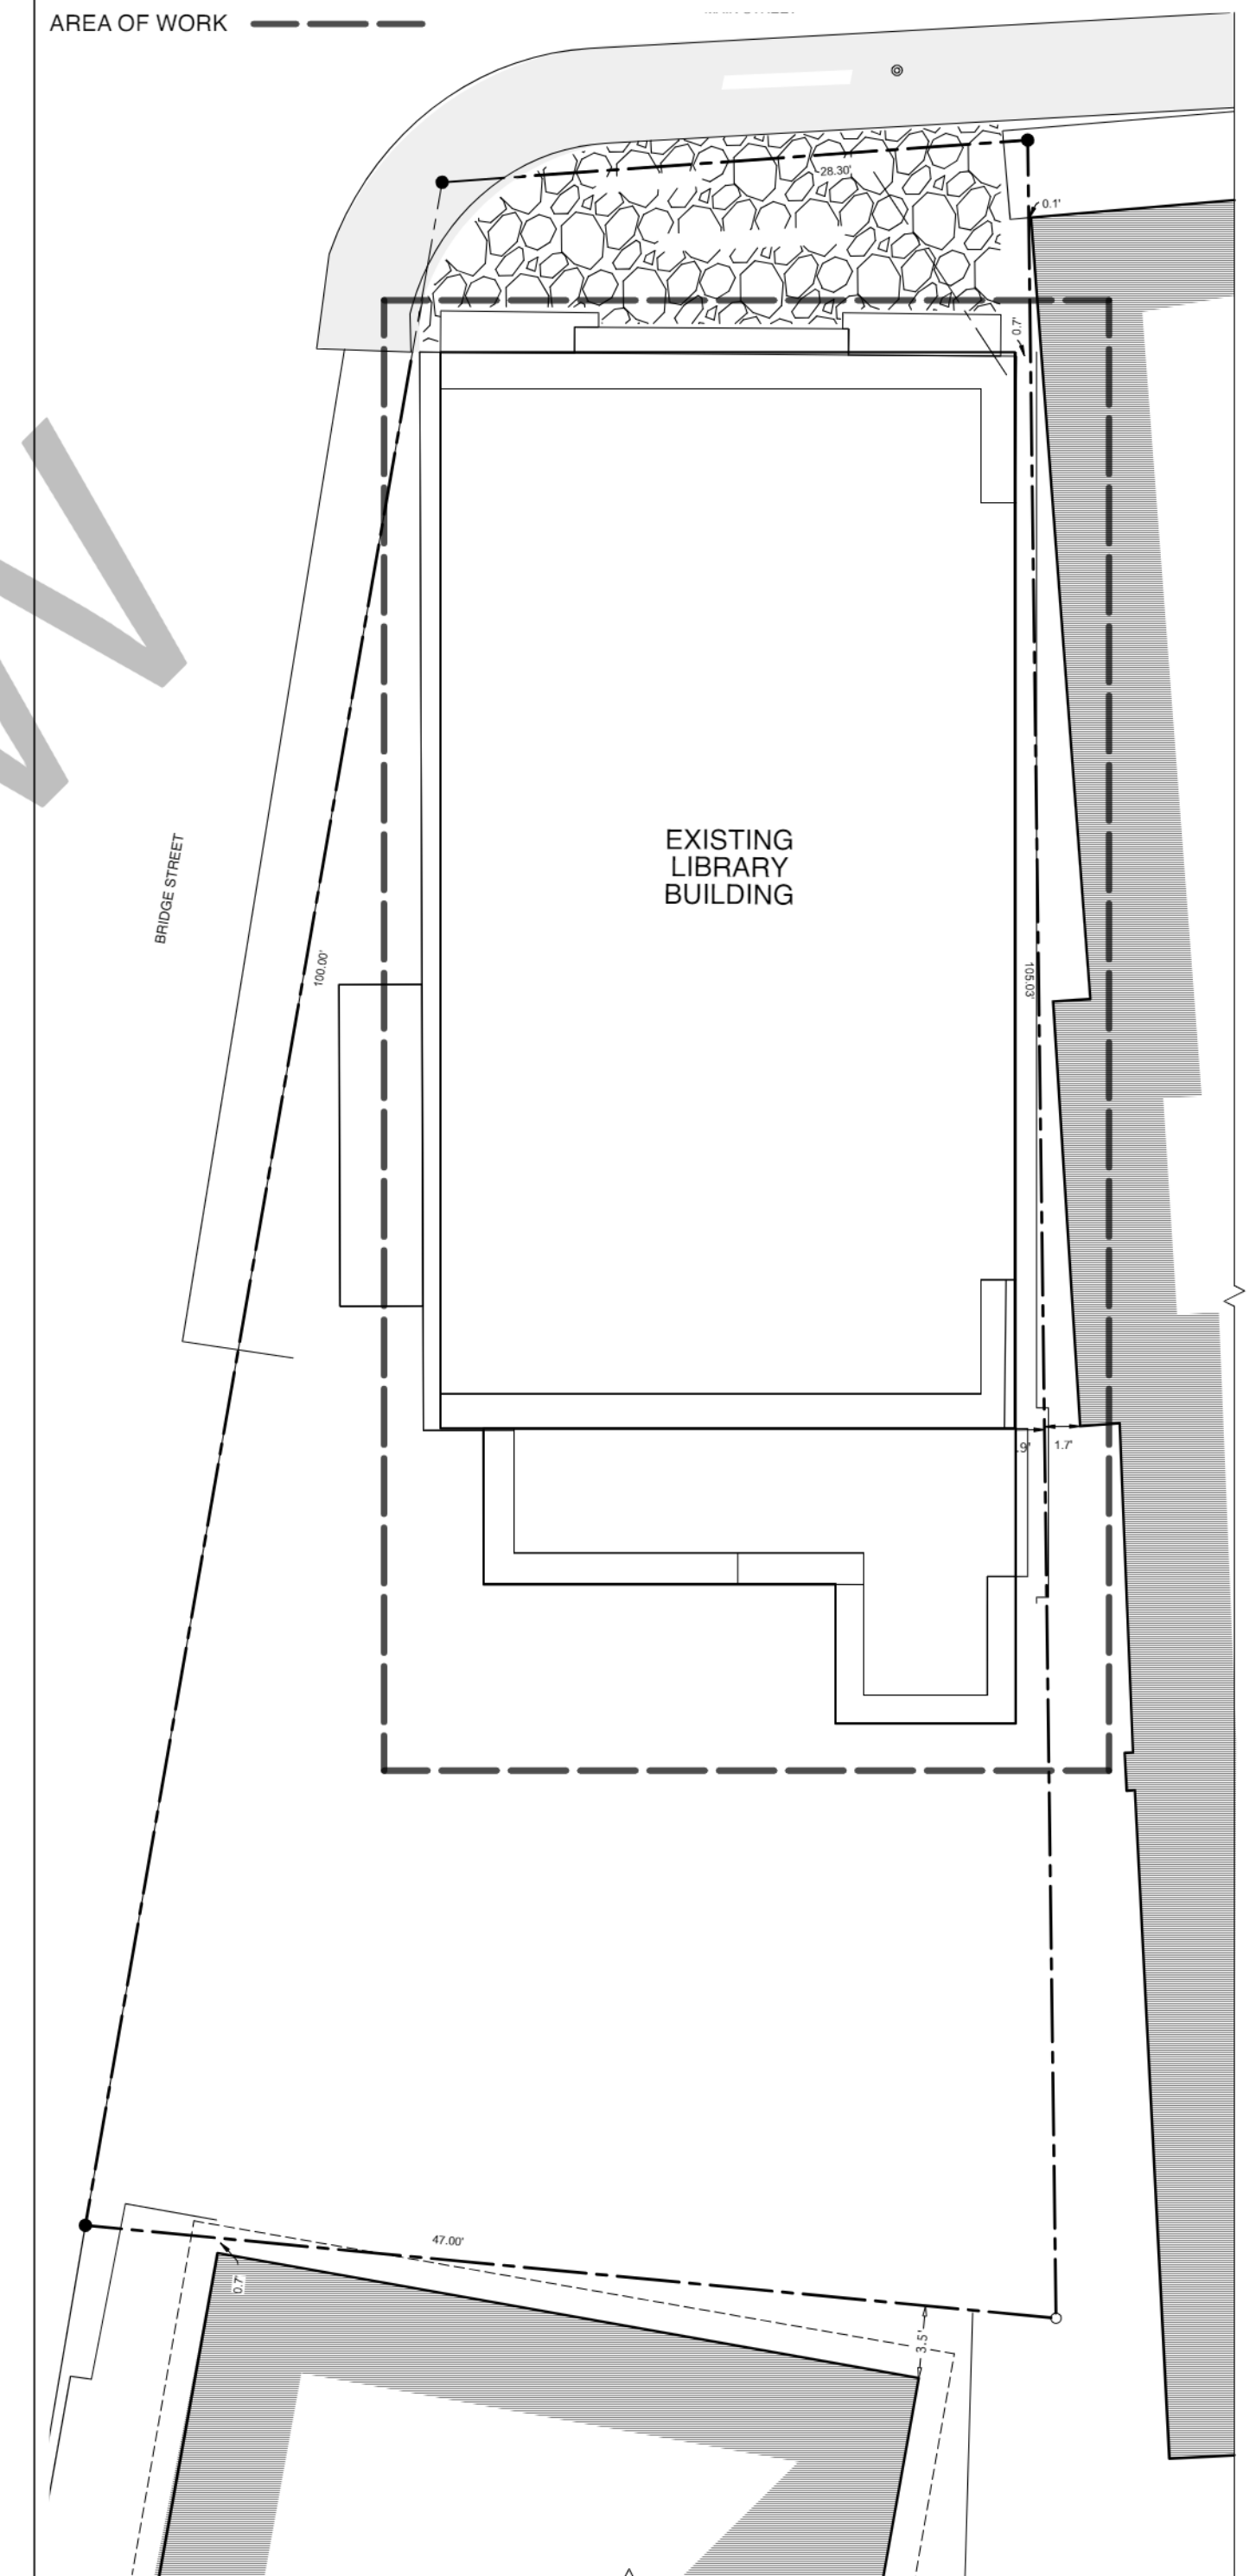 AREA OF WORK
28.30'
0.1'
0.7'
EXISTING
LIBRARY
BUILDING
BRIDGE STREET
100.00'
105.03'
.9'
1.7'
47.00'
0.7'
3.5'